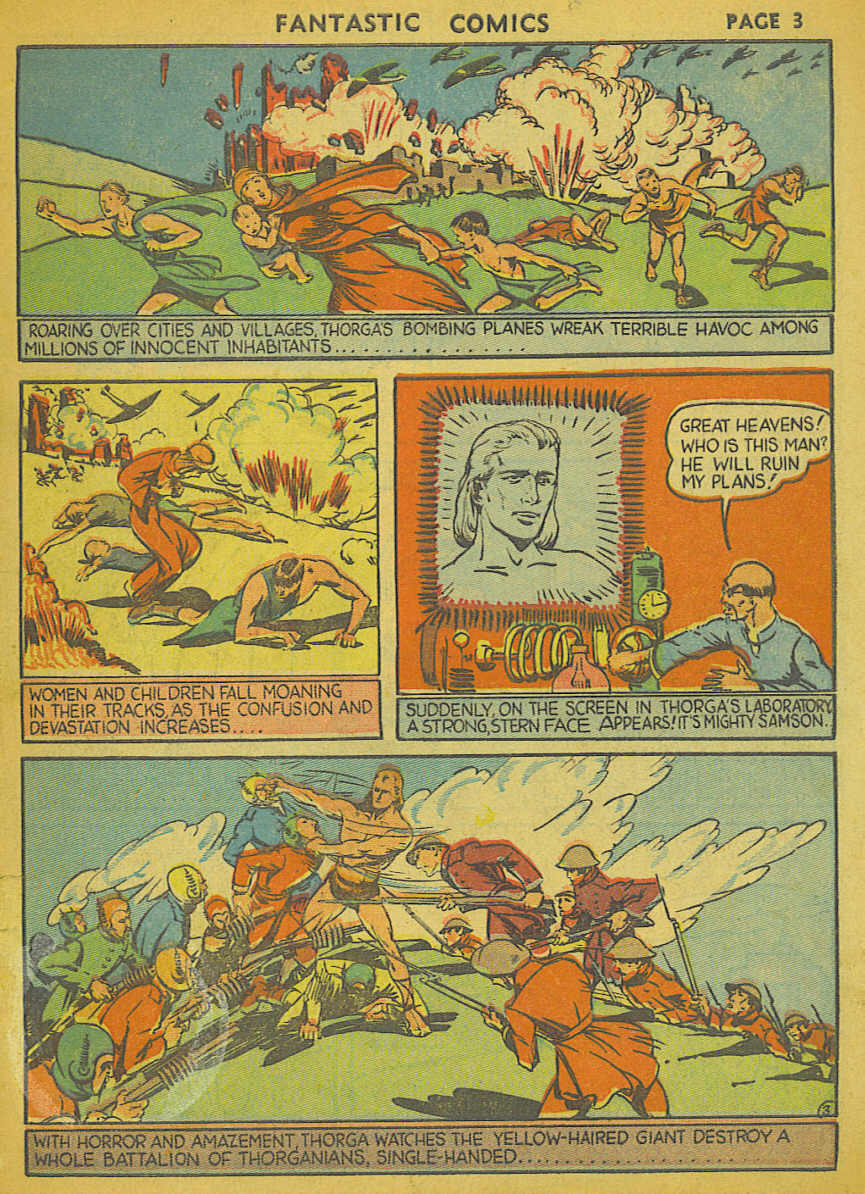 FANTASTIC COMICS PAGE 3
ROARING OVER CITIES AND VILLAGES, THORGA'S BOMBING PLANES WREAK TERRIBLE HAVOC AMONG
MILLIONS OF INNOCENT INHABITANTS..................
GREAT HEAVENS!
WHO IS THIS MAN?
HE WILL RUIN
MY PLANS!
WOMEN AND CHILDREN FALL MOANING
IN THEIR TRACKS, AS THE CONFUSION AND
DEVASTATION INCREASES....
SUDDENLY, ON THE SCREEN IN THORGA'S LABORATORY,
A STRONG, STERN FACE APPEARS! IT'S MIGHTY SAMSON.
3
WITH HORROR AND AMAZEMENT, THORGA WATCHES THE YELLOW-HAIRED GIANT DESTROY A
WHOLE BATTALION OF THORGANIANS, SINGLE-HANDED..............................